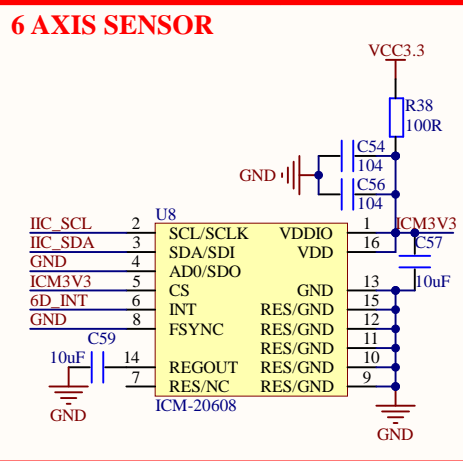 6 AXIS SENSOR
VCC3.3
R38
100R
C54
104
GND
C56
104
U8
IIC_SCL 2 SCL/SCLK VDDIO 1 ICM3V3
IIC_SDA 3 SDA/SDI VDD 16 C57
GND 4 AD0/SDO
10uF
ICM3V3 5 CS GND 13
6D_INT 6 INT RES/GND 15
GND 8 FSYNC RES/GND 12
C59 RES/GND 11
10uF 14 REGOUT RES/GND 10
7 RES/NC RES/GND 9
ICM-20608
GND
GND